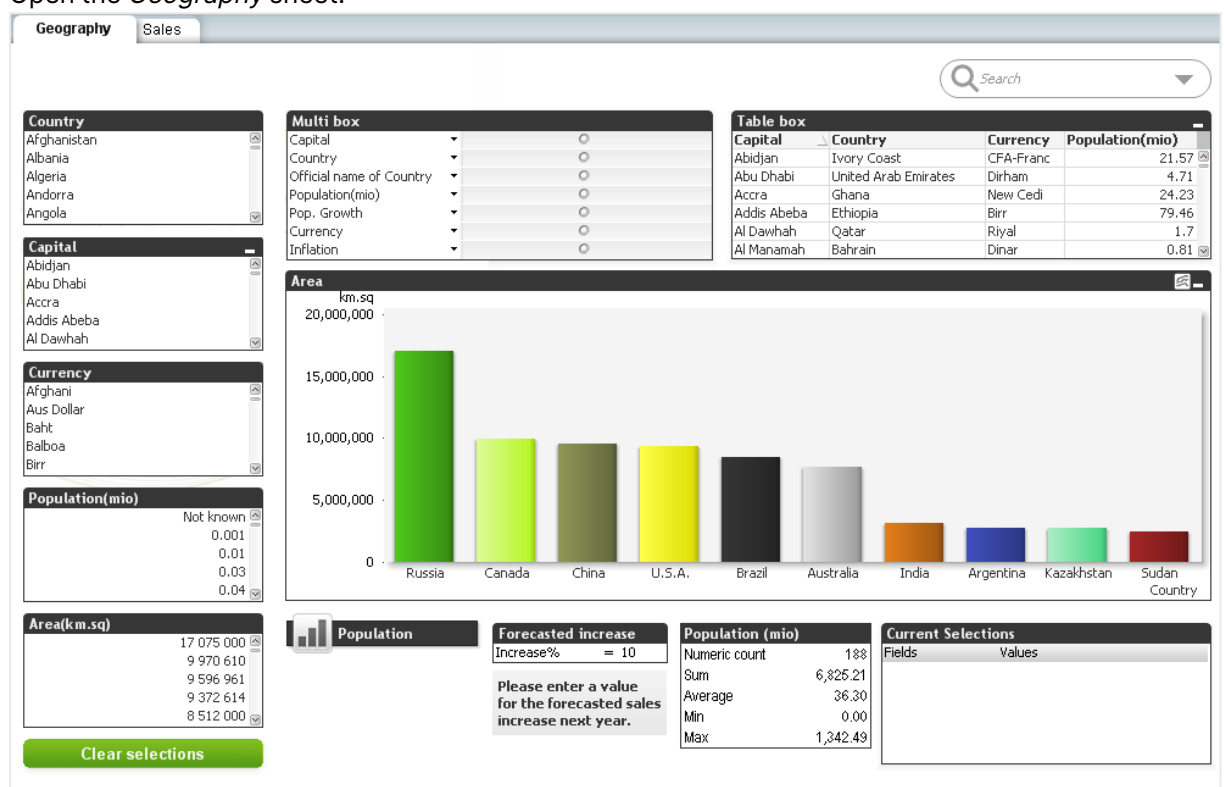 Open the Geography sheet.
Geography
Sales
Search
Country
Afghanistan
Albania
Algeria
Andorra
Angola
Capital
Abidjan
Abu Dhabi
Accra
Addis Abeba
Al Dawhah
Currency
Afghani
Aus Dollar
Baht
Balboa
Birr
Population(mio)
Not known
0.001
0.01
0.03
0.04
Area(km.sq)
17 075 000
9 970 610
9 596 961
9 372 614
8 512 000
Clear selections
Multi box
Capital
Country
Official name of Country
Population(mio)
Pop. Growth
Currency
Inflation
Table box
Capital Country Currency Population(mio)
Abidjan Ivory Coast CFA-Franc 21.57
Abu Dhabi United Arab Emirates Dirham 4.71
Accra Ghana New Cedi 24.23
Addis Abeba Ethiopia Birr 79.46
Al Dawhah Qatar Riyal 1.7
Al Manamah Bahrain Dinar 0.81
Area
km.sq
20,000,000
15,000,000
10,000,000
5,000,000
0
Russia Canada China U.S.A. Brazil Australia India Argentina Kazakhstan Sudan
Country
Population
Forecasted increase
Increase% = 10
Please enter a value
for the forecasted sales
increase next year.
Population (mio)
Numeric count 188
Sum 6,825.21
Average 36.30
Min 0.00
Max 1,342.49
Current Selections
Fields Values